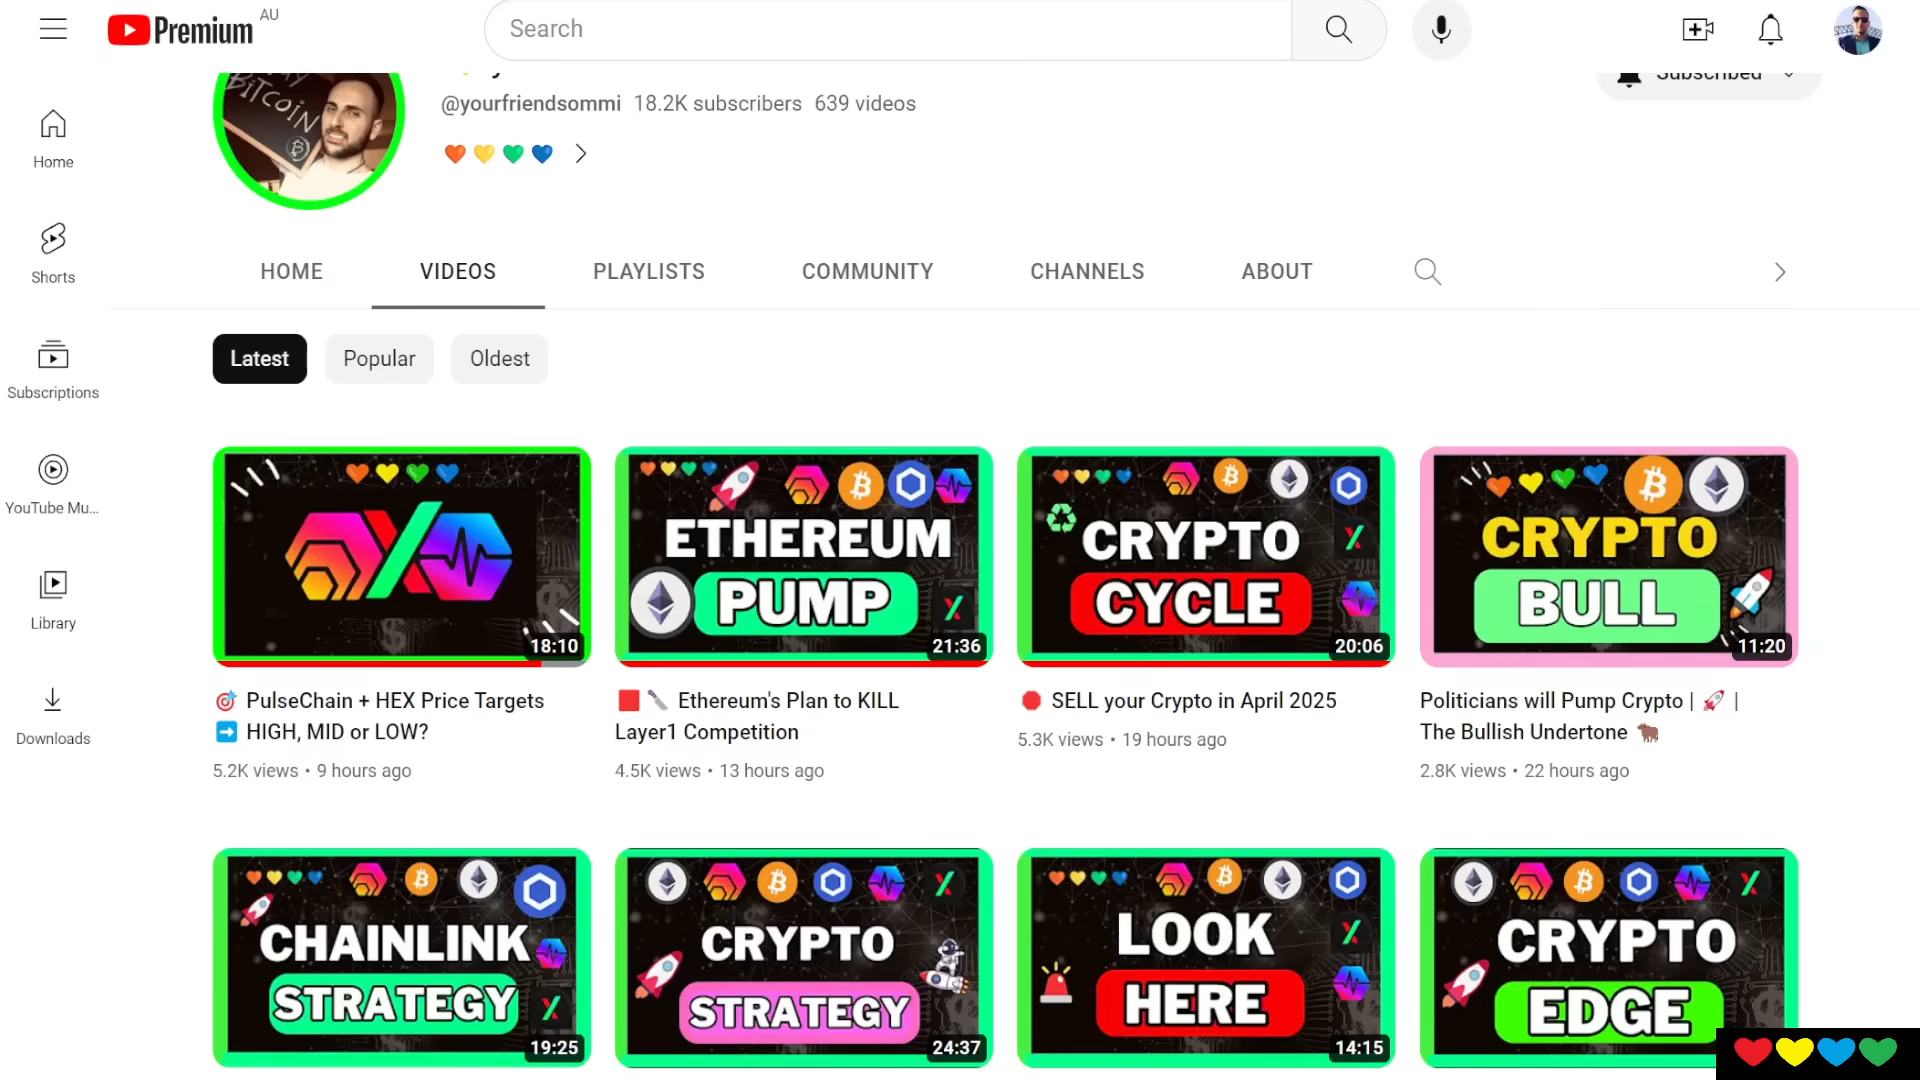 Premium AU
Search
Subscribed
@yourfriendsommi 18.2K subscribers 639 videos
BITCOIN
Home
Shorts
Subscriptions
YouTube Mu...
Library
Downloads
HOME VIDEOS PLAYLISTS COMMUNITY CHANNELS ABOUT
Latest Popular Oldest
18:10
ETHEREUM
PUMP
21:36
CRYPTO
CYCLE
20:06
CRYPTO
BULL
11:20
PulseChain + HEX Price Targets
HIGH, MID or LOW?
5.2K views • 9 hours ago
Ethereum's Plan to KILL
Layer1 Competition
4.5K views • 13 hours ago
SELL your Crypto in April 2025
5.3K views • 19 hours ago
Politicians will Pump Crypto | 🚀 |
The Bullish Undertone
2.8K views • 22 hours ago
CHAINLINK
STRATEGY
19:25
CRYPTO
STRATEGY
24:37
LOOK
HERE
14:15
CRYPTO
EDGE